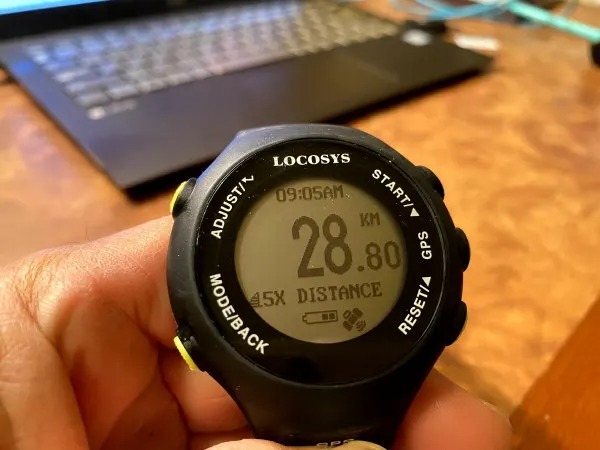 LOCOSYS
ADJUST/↖
START/▲
09:05AM
28.80 KM
GPS
5X DISTANCE
MODE/BACK
RESET/▲